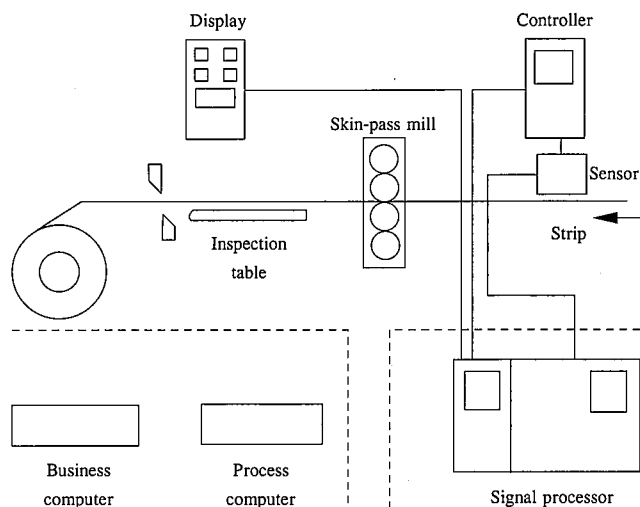 Display
Controller
Skin-pass mill
Sensor
Inspection
table
Strip
Business
computer
Process
computer
Signal processor